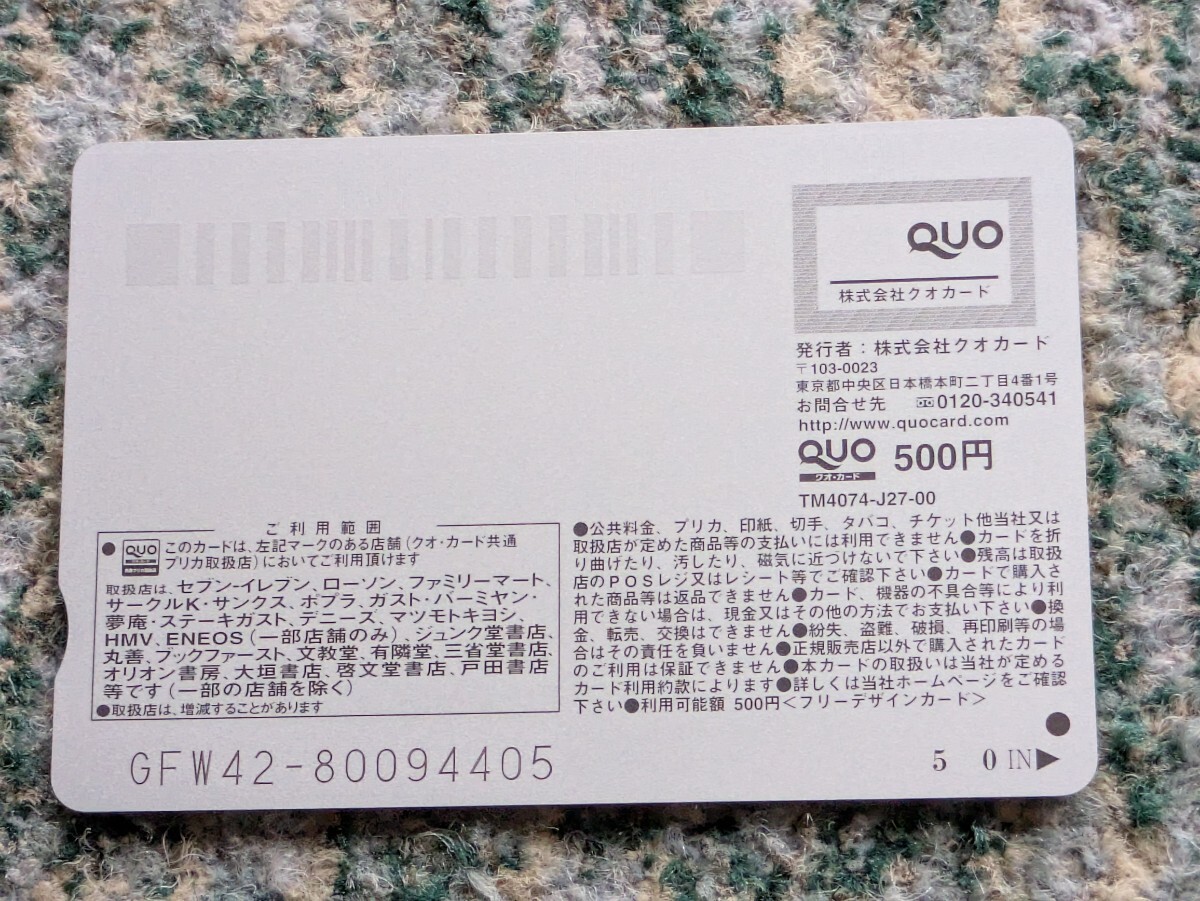 QUO
株式会社クオカード
発行者：株式会社クオカード
〒103-0023
東京都中央区日本橋本町二丁目4番1号
お問合せ先 0120-340541
http://www.quocard.com
QUO 500円
クオ・カード
TM4074-J27-00
ご利用範囲
●QUO このカードは、左記マークのある店舗（クオ・カード共通
プリカ取扱店）においてご利用頂けます
取扱店は、セブン-イレブン、ローソン、ファミリーマート、
サークルK・サンクス、ポプラ、ガスト・バーミヤン・
夢庵・ステーキガスト、デニーズ、マツモトキヨシ、
HMV、ENEOS（一部店舗のみ）、ジュンク堂書店、
丸善、ブックファースト、文教堂、有隣堂、三省堂書店、
オリオン書房、大垣書店、啓文堂書店、戸田書店
等です（一部の店舗を除く）
●取扱店は、増減することがあります
●公共料金、プリカ、印紙、切手、タバコ、チケット他当社又は
取扱店が定めた商品等の支払いには利用できません●カードを折
り曲げたり、汚したり、磁気に近づけないで下さい●残高は取扱
店のPOSレジ又はレシート等でご確認下さい●カードで購入さ
れた商品等は返品できません●カード、機器の不具合等により利
用できない場合は、現金又はその他の方法でお支払い下さい●換
金、転売、交換はできません●紛失、盗難、破損、再印刷等の場
合はその責任を負いません●正規販売店以外で購入されたカード
のご利用は保証できません●本カードの取扱いは当社が定める
カード利用約款によります●詳しくは当社ホームページをご確認
下さい●利用可能額 500円＜フリーデザインカード＞
GFW42-80094405
5 0 IN▶